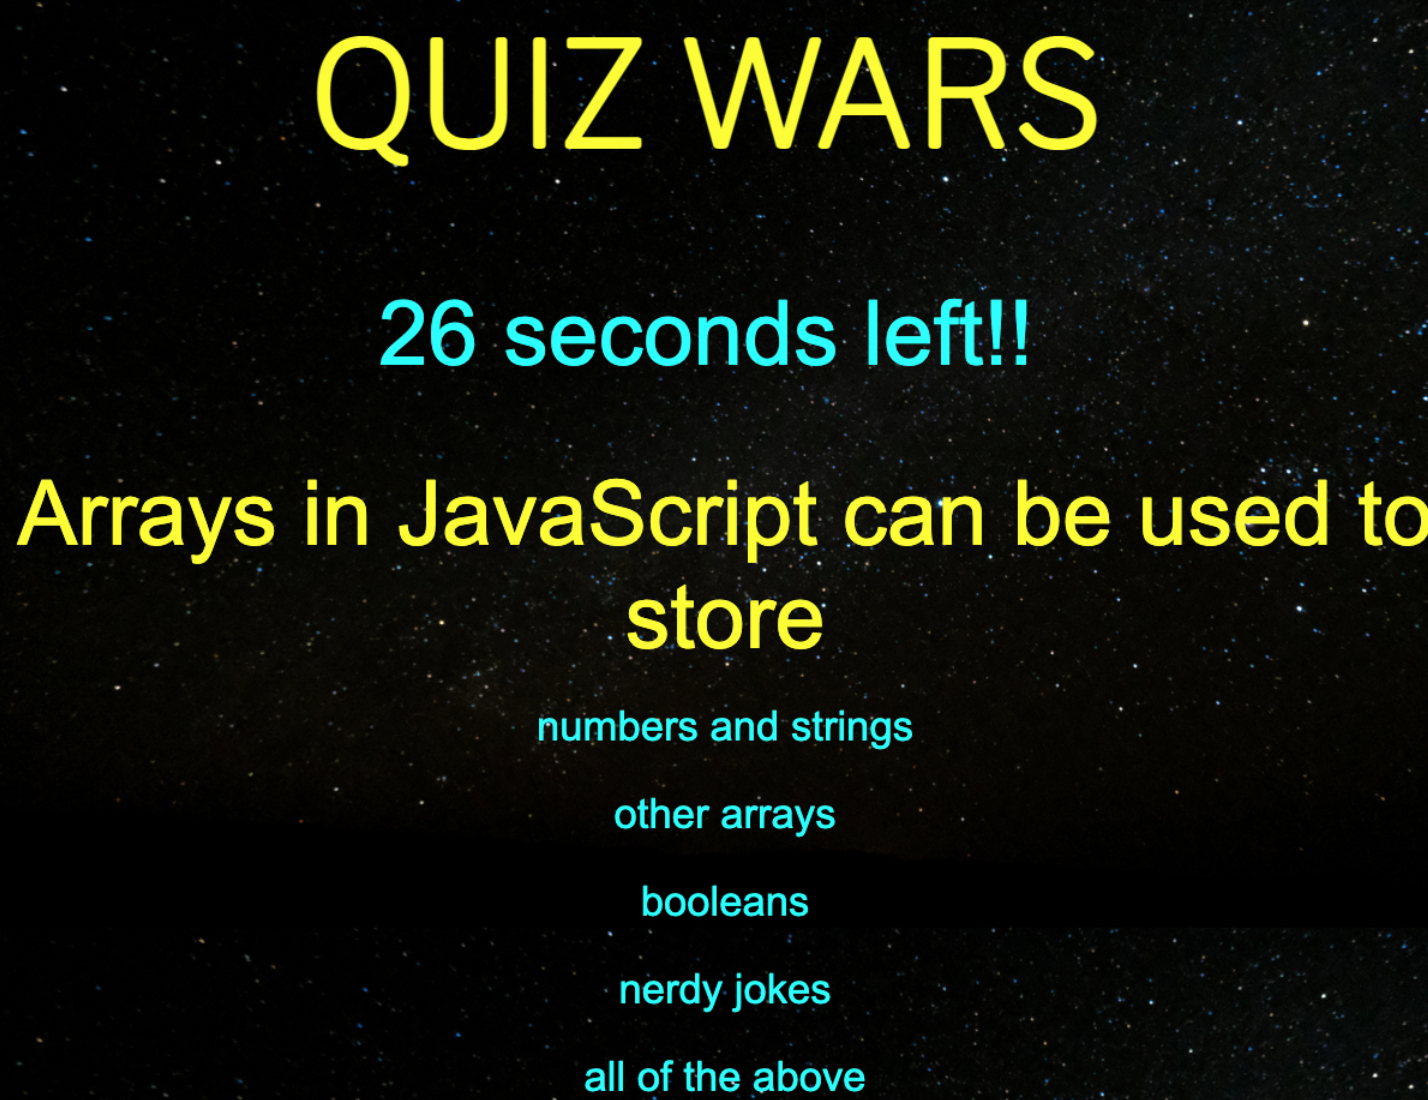 QUIZ WARS
26 seconds left!!
Arrays in JavaScript can be used to
store
numbers and strings
other arrays
booleans
nerdy jokes
all of the above